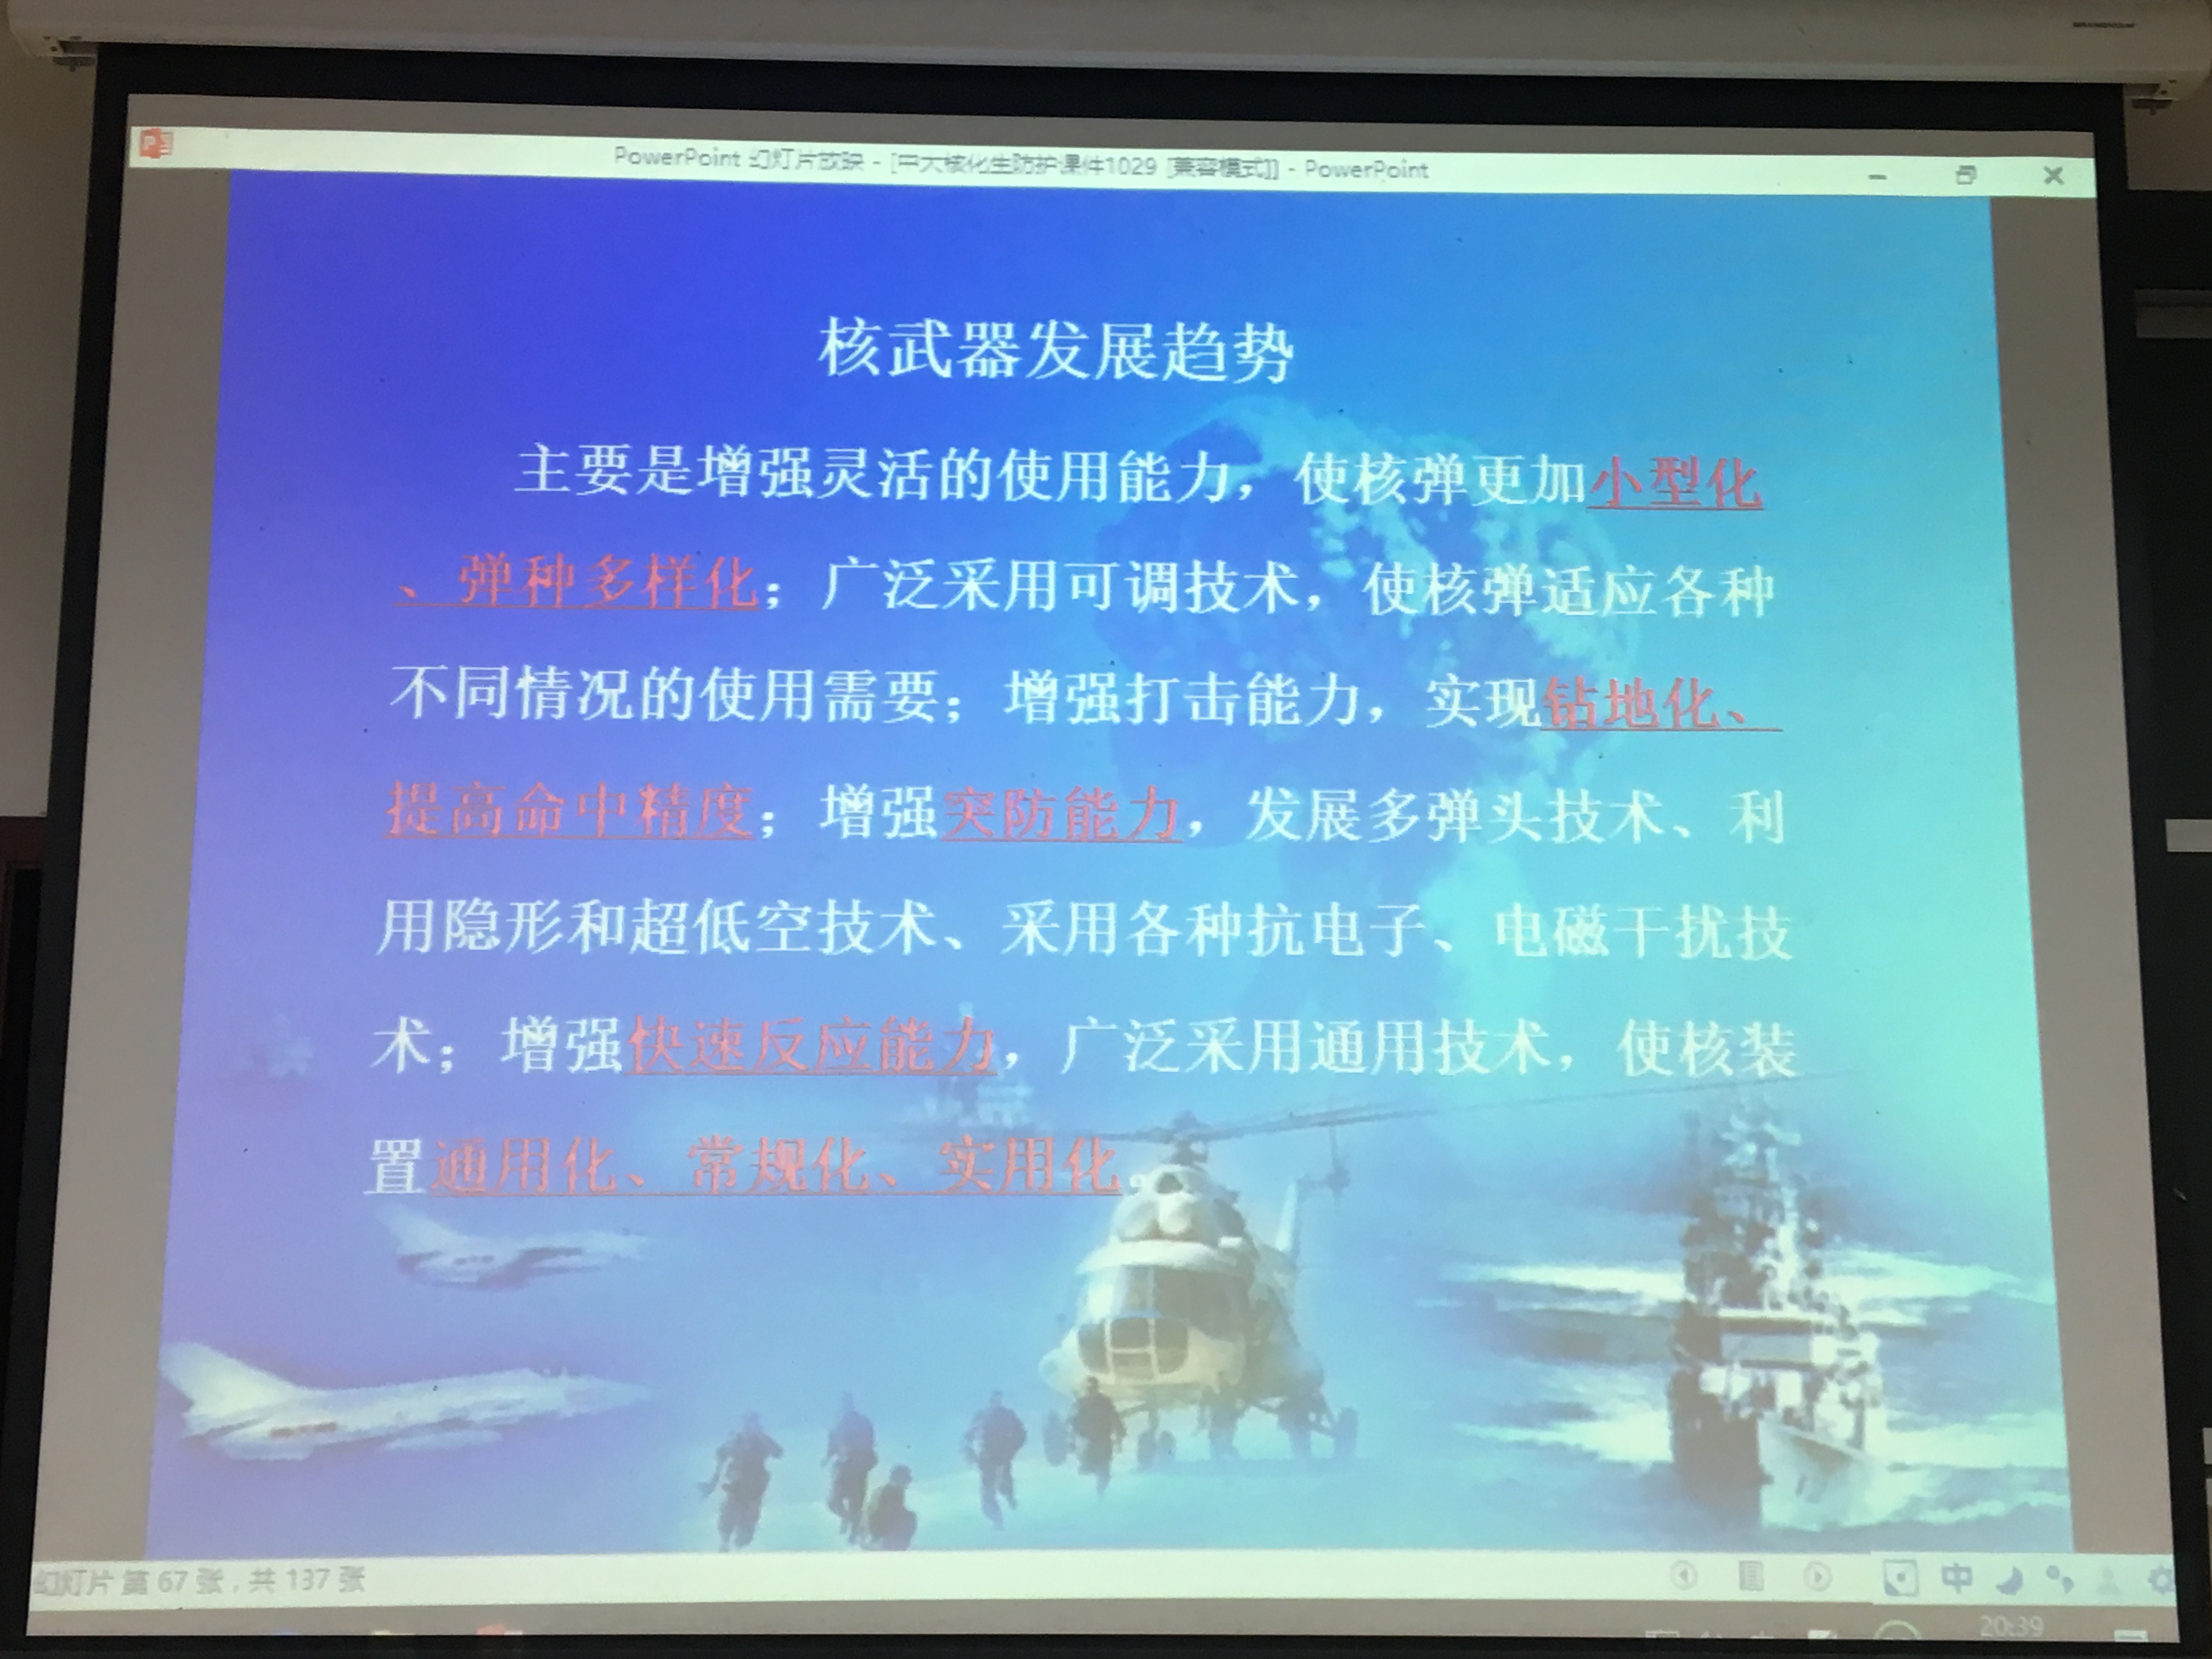 PowerPoint 幻灯片放映 - [中大核化生防护课件1029 [兼容模式]] - PowerPoint
核武器发展趋势
主要是增强灵活的使用能力，使核弹更加小型化
、弹种多样化；广泛采用可调技术，使核弹适应各种
不同情况的使用需要；增强打击能力，实现钻地化、
提高命中精度；增强突防能力，发展多弹头技术、利
用隐形和超低空技术、采用各种抗电子、电磁干扰技
术；增强快速反应能力，广泛采用通用技术，使核装
置通用化、常规化、实用化。
幻灯片 第 67 张，共 137 张
中
20:39